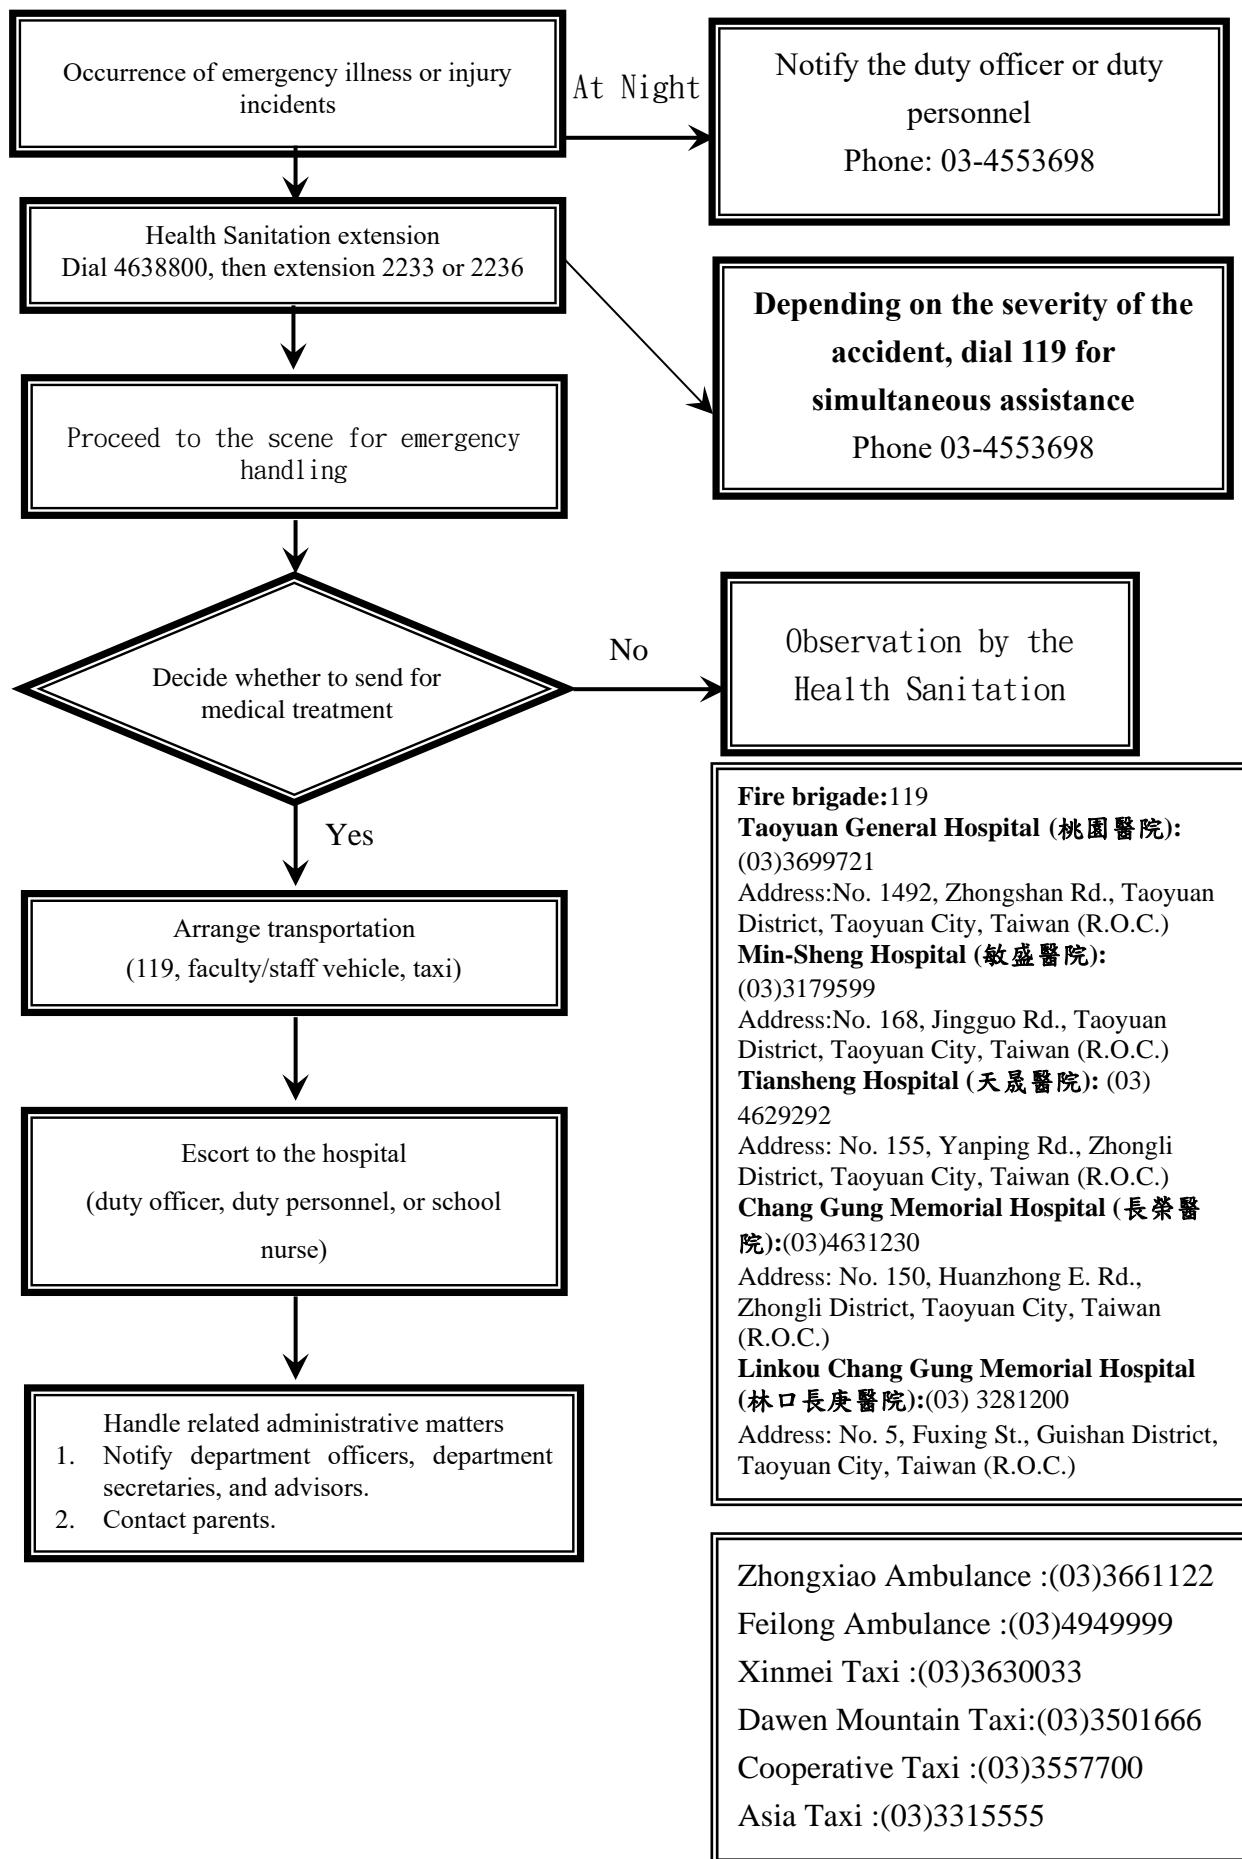 Occurrence of emergency illness or injury
incidents
At Night
Notify the duty officer or duty
personnel
Phone: 03-4553698
Health Sanitation extension
Dial 4638800, then extension 2233 or 2236
Depending on the severity of the
accident, dial 119 for
simultaneous assistance
Phone 03-4553698
Proceed to the scene for emergency
handling
Decide whether to send for
medical treatment
No
Observation by the
Health Sanitation
Yes
Arrange transportation
(119, faculty/staff vehicle, taxi)
Escort to the hospital
(duty officer, duty personnel, or school
nurse)
Handle related administrative matters
1. Notify department officers, department
secretaries, and advisors.
2. Contact parents.
Fire brigade:119
Taoyuan General Hospital (桃園醫院):
(03)3699721
Address:No. 1492, Zhongshan Rd., Taoyuan
District, Taoyuan City, Taiwan (R.O.C.)
Min-Sheng Hospital (敏盛醫院):
(03)3179599
Address:No. 168, Jingguo Rd., Taoyuan
District, Taoyuan City, Taiwan (R.O.C.)
Tiansheng Hospital (天晟醫院): (03)
4629292
Address: No. 155, Yanping Rd., Zhongli
District, Taoyuan City, Taiwan (R.O.C.)
Chang Gung Memorial Hospital (長榮醫
院):(03)4631230
Address: No. 150, Huanzhong E. Rd.,
Zhongli District, Taoyuan City, Taiwan
(R.O.C.)
Linkou Chang Gung Memorial Hospital
(林口長庚醫院):(03) 3281200
Address: No. 5, Fuxing St., Guishan District,
Taoyuan City, Taiwan (R.O.C.)
Zhongxiao Ambulance :(03)3661122
Feilong Ambulance :(03)4949999
Xinmei Taxi :(03)3630033
Dawen Mountain Taxi:(03)3501666
Cooperative Taxi :(03)3557700
Asia Taxi :(03)3315555